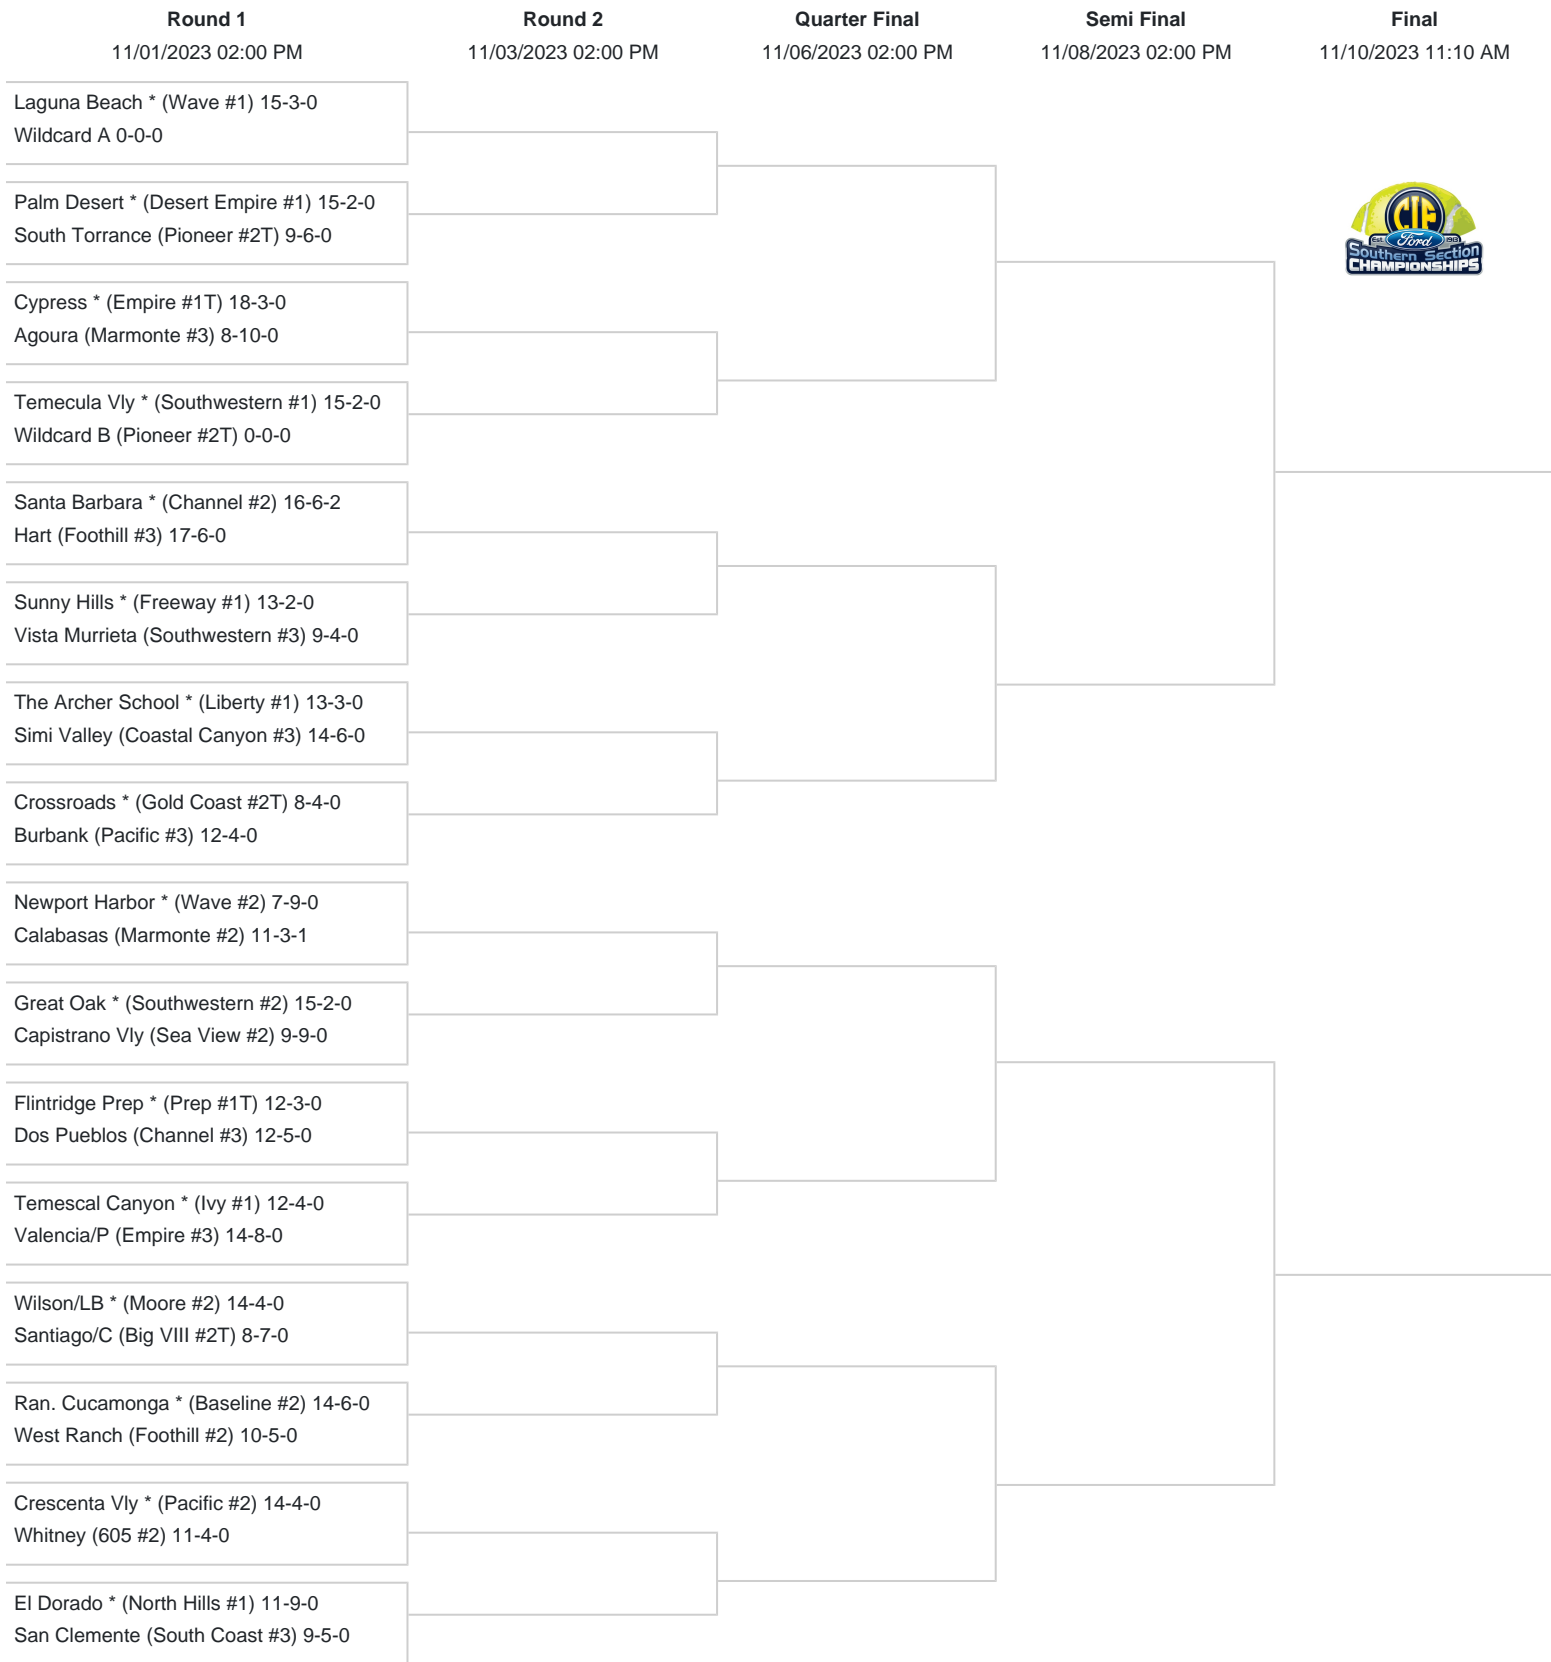 Round 1
11/01/2023 02:00 PM
Round 2
11/03/2023 02:00 PM
Quarter Final
11/06/2023 02:00 PM
Semi Final
11/08/2023 02:00 PM
Final
11/10/2023 11:10 AM
Laguna Beach * (Wave #1) 15-3-0
Wildcard A 0-0-0
Palm Desert * (Desert Empire #1) 15-2-0
South Torrance (Pioneer #2T) 9-6-0
Cypress * (Empire #1T) 18-3-0
Agoura (Marmonte #3) 8-10-0
Temecula Vly * (Southwestern #1) 15-2-0
Wildcard B (Pioneer #2T) 0-0-0
Santa Barbara * (Channel #2) 16-6-2
Hart (Foothill #3) 17-6-0
Sunny Hills * (Freeway #1) 13-2-0
Vista Murrieta (Southwestern #3) 9-4-0
The Archer School * (Liberty #1) 13-3-0
Simi Valley (Coastal Canyon #3) 14-6-0
Crossroads * (Gold Coast #2T) 8-4-0
Burbank (Pacific #3) 12-4-0
Newport Harbor * (Wave #2) 7-9-0
Calabasas (Marmonte #2) 11-3-1
Great Oak * (Southwestern #2) 15-2-0
Capistrano Vly (Sea View #2) 9-9-0
Flintridge Prep * (Prep #1T) 12-3-0
Dos Pueblos (Channel #3) 12-5-0
Temescal Canyon * (Ivy #1) 12-4-0
Valencia/P (Empire #3) 14-8-0
Wilson/LB * (Moore #2) 14-4-0
Santiago/C (Big VIII #2T) 8-7-0
Ran. Cucamonga * (Baseline #2) 14-6-0
West Ranch (Foothill #2) 10-5-0
Crescenta Vly * (Pacific #2) 14-4-0
Whitney (605 #2) 11-4-0
El Dorado * (North Hills #1) 11-9-0
San Clemente (South Coast #3) 9-5-0
CIF
Est. Ford 1913
Southern Section
CHAMPIONSHIPS